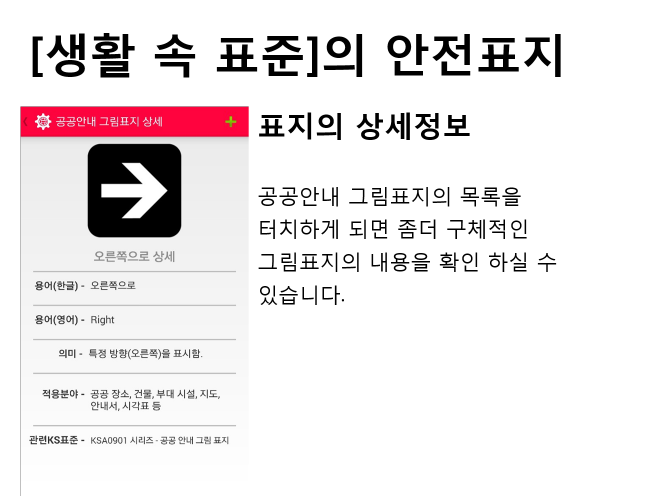 [생활 속 표준]의 안전표지
공공안내 그림표지 상세
오른쪽으로 상세
용어(한글) - 오른쪽으로
용어(영어) - Right
의미 - 특정 방향(오른쪽)을 표시함.
적용분야 - 공공 장소, 건물, 부대 시설, 지도,
안내서, 시각표 등
관련KS표준 - KSA0901 시리즈 - 공공 안내 그림 표지
표지의 상세정보
공공안내 그림표지의 목록을
터치하게 되면 좀더 구체적인
그림표지의 내용을 확인 하실 수
있습니다.